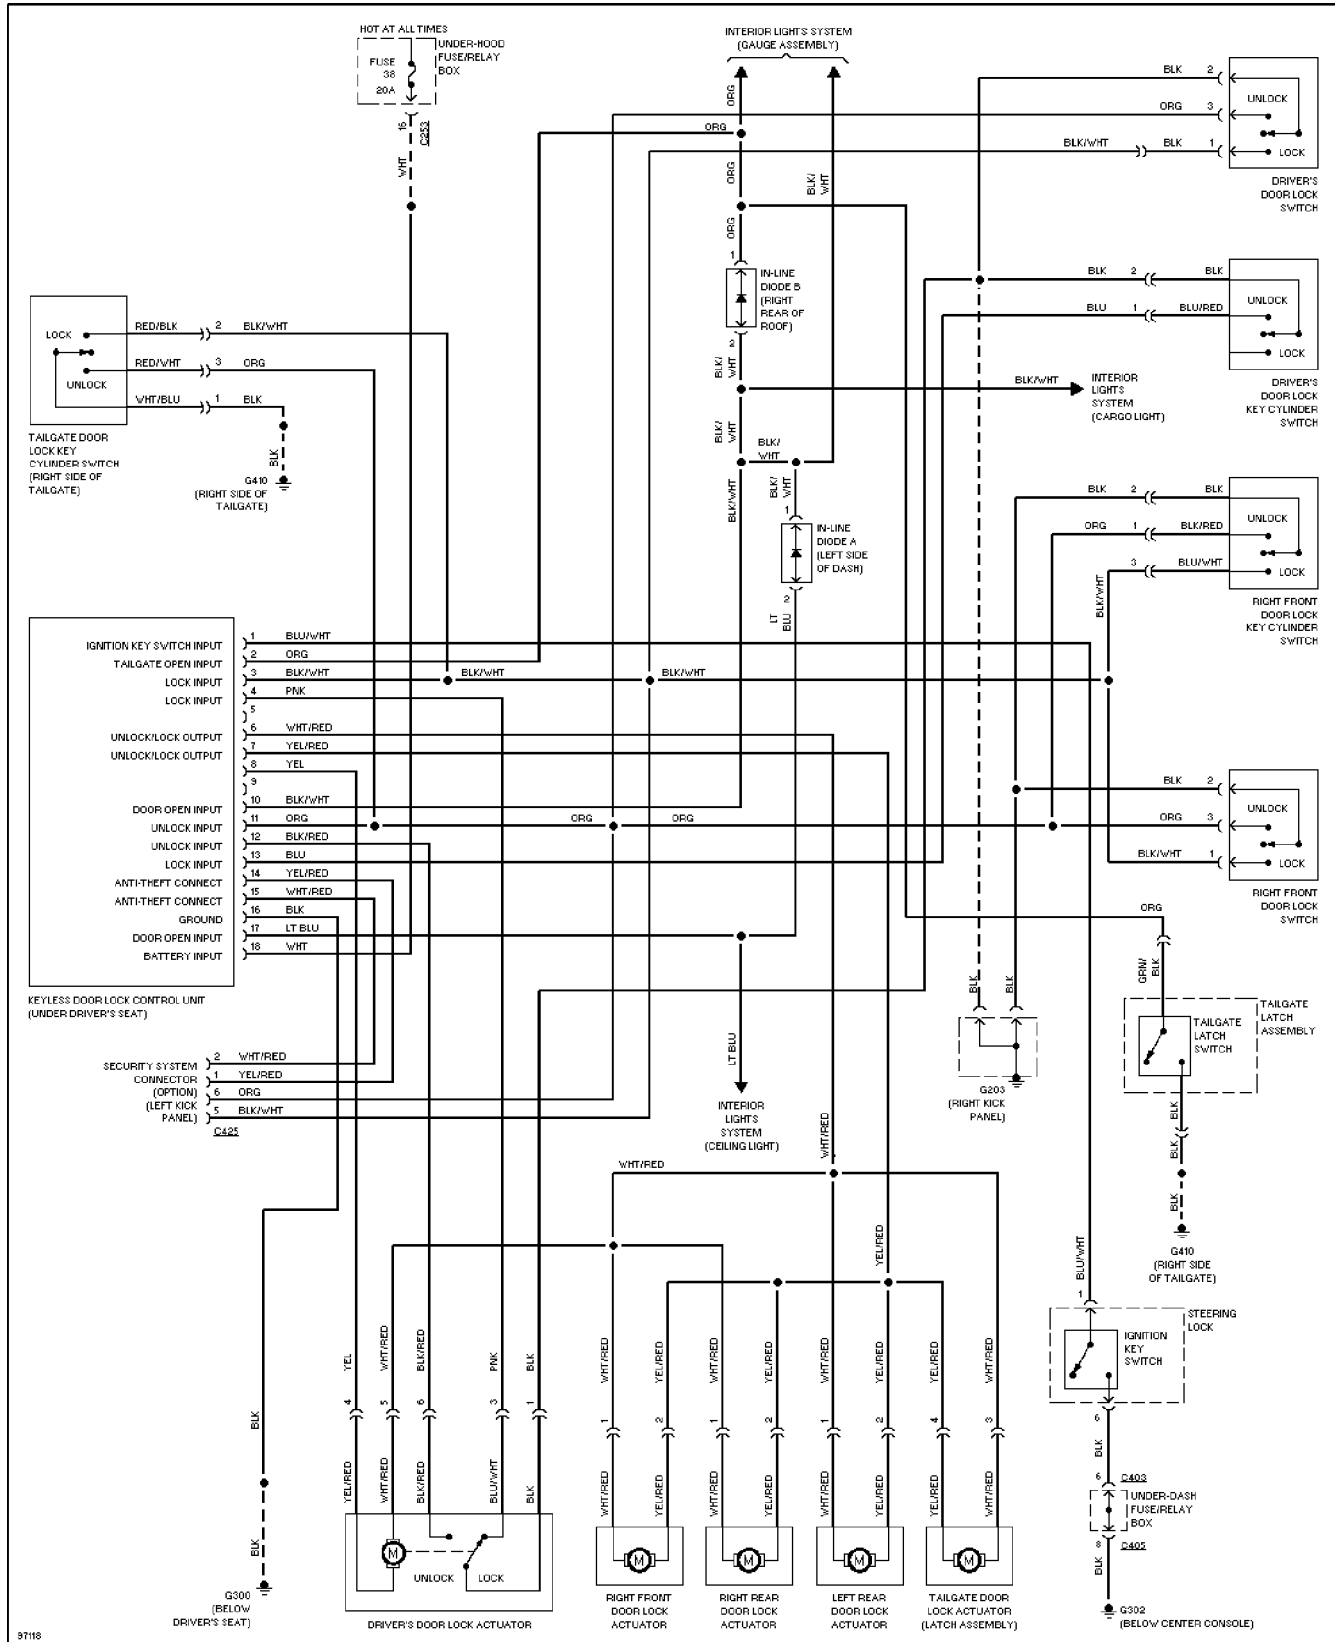 HOT AT ALL TIMES
UNDER-HOOD
FUSE/RELAY
BOX
FUSE
38
20A
16
C253
WHT
INTERIOR LIGHTS SYSTEM
(GAUGE ASSEMBLY)
ORG
ORG
ORG
BLK/
WHT
ORG
1
IN-LINE
DIODE B
(RIGHT
REAR OF
ROOF)
2
BLK/
WHT
BLK/WHT
INTERIOR
LIGHTS
SYSTEM
(CARGO LIGHT)
BLK/
WHT
BLK/
WHT
BLK/WHT
BLK/
WHT
1
IN-LINE
DIODE A
(LEFT SIDE
OF DASH)
2
LT
BLU
BLK 2
ORG 3
BLK/WHT BLK 1
UNLOCK
LOCK
DRIVER'S
DOOR LOCK
SWITCH
BLK 2 BLK
BLU 1 BLU/RED
UNLOCK
LOCK
DRIVER'S
DOOR LOCK
KEY CYLINDER
SWITCH
BLK 2 BLK
ORG 1 BLK/RED
3 BLU/WHT
BLK/WHT
UNLOCK
LOCK
RIGHT FRONT
DOOR LOCK
KEY CYLINDER
SWITCH
BLK 2
ORG 3
BLK/WHT 1
UNLOCK
LOCK
RIGHT FRONT
DOOR LOCK
SWITCH
LOCK
UNLOCK
RED/BLK 2 BLK/WHT
RED/WHT 3 ORG
WHT/BLU 1 BLK
TAILGATE DOOR
LOCK KEY
CYLINDER SWITCH
(RIGHT SIDE OF
TAILGATE)
BLK
G410
(RIGHT SIDE OF
TAILGATE)
IGNITION KEY SWITCH INPUT 1 BLU/WHT
TAILGATE OPEN INPUT 2 ORG
LOCK INPUT 3 BLK/WHT BLK/WHT BLK/WHT
LOCK INPUT 4 PNK
5
UNLOCK/LOCK OUTPUT 6 WHT/RED
UNLOCK/LOCK OUTPUT 7 YEL/RED
8 YEL
9
DOOR OPEN INPUT 10 BLK/WHT
UNLOCK INPUT 11 ORG ORG ORG
UNLOCK INPUT 12 BLK/RED
LOCK INPUT 13 BLU
ANTI-THEFT CONNECT 14 YEL/RED
ANTI-THEFT CONNECT 15 WHT/RED
GROUND 16 BLK
DOOR OPEN INPUT 17 LT BLU
BATTERY INPUT 18 WHT
KEYLESS DOOR LOCK CONTROL UNIT
(UNDER DRIVER'S SEAT)
SECURITY SYSTEM
CONNECTOR
(OPTION)
(LEFT KICK
PANEL)
2 WHT/RED
1 YEL/RED
6 ORG
5 BLK/WHT
C425
LT BLU
INTERIOR
LIGHTS
SYSTEM
(CEILING LIGHT)
BLK
BLK
G203
(RIGHT KICK
PANEL)
ORG
GRN/
BLK
TAILGATE
LATCH
ASSEMBLY
TAILGATE
LATCH
SWITCH
BLK
BLK
BLK
G410
(RIGHT SIDE
OF TAILGATE)
WHT/RED
WHT/RED
YEL/RED
BLU/WHT
1
STEERING
LOCK
IGNITION
KEY
SWITCH
6
BLK
6 C403
UNDER-DASH
FUSE/RELAY
BOX
8 C405
BLK
G302
(BELOW CENTER CONSOLE)
BLK
BLK
G300
(BELOW
DRIVER'S SEAT)
YEL WHT/RED BLK/RED PNK BLK
4 5 6 3 1
YEL/RED WHT/RED BLK/RED BLU/WHT BLK
M
UNLOCK LOCK
DRIVER'S DOOR LOCK ACTUATOR
WHT/RED YEL/RED WHT/RED YEL/RED WHT/RED YEL/RED YEL/RED WHT/RED
1 2 1 2 1 2 4 3
WHT/RED YEL/RED WHT/RED YEL/RED WHT/RED YEL/RED YEL/RED WHT/RED
M M M M
RIGHT FRONT
DOOR LOCK
ACTUATOR
RIGHT REAR
DOOR LOCK
ACTUATOR
LEFT REAR
DOOR LOCK
ACTUATOR
TAILGATE DOOR
LOCK ACTUATOR
(LATCH ASSEMBLY)
97118